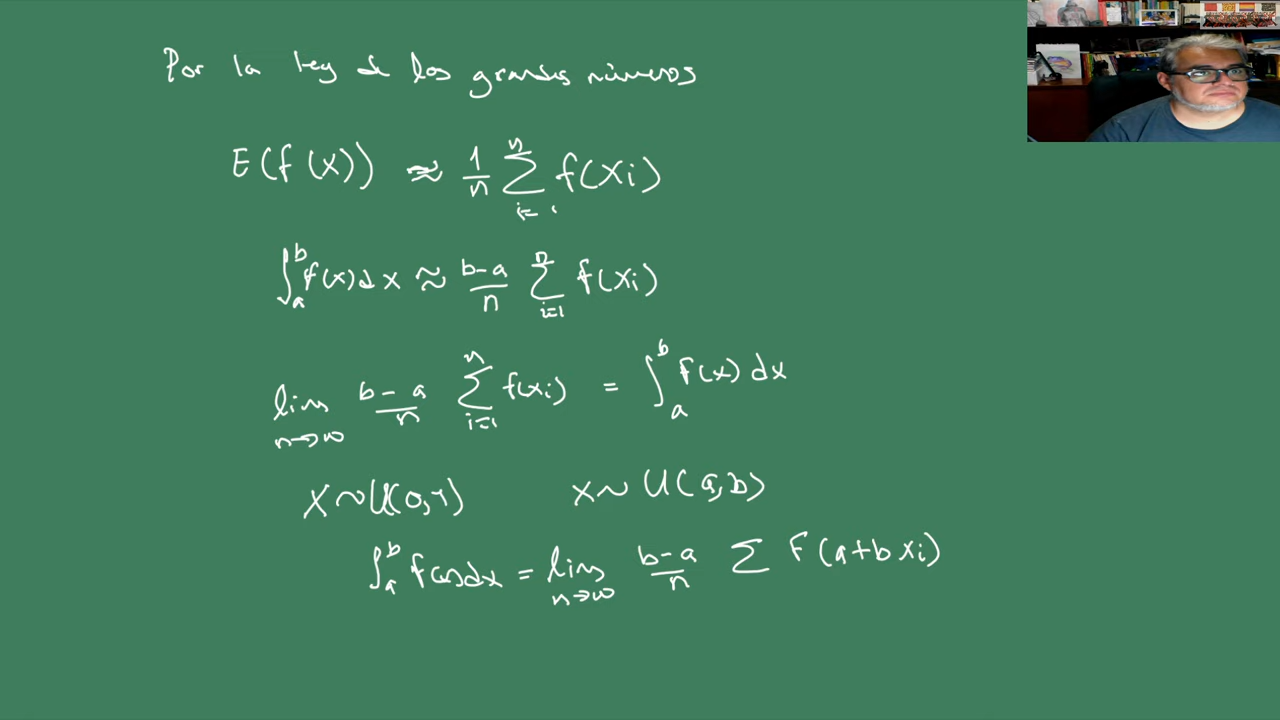 Por la ley de los grandes números
E(f(X)) ≈ 1/n ∑_{i=1}^{n} f(Xi)
∫_a^b f(x)dx ≈ b-a/n ∑_{i=1}^{n} f(xi)
lim_{n→∞} b-a/n ∑_{i=1}^{n} f(xi) = ∫_a^b f(x)dx
X~U(0,1) x~U(a,b)
∫_a^b f(x)dx = lim_{n→∞} b-a/n ∑ F(a+bxi)